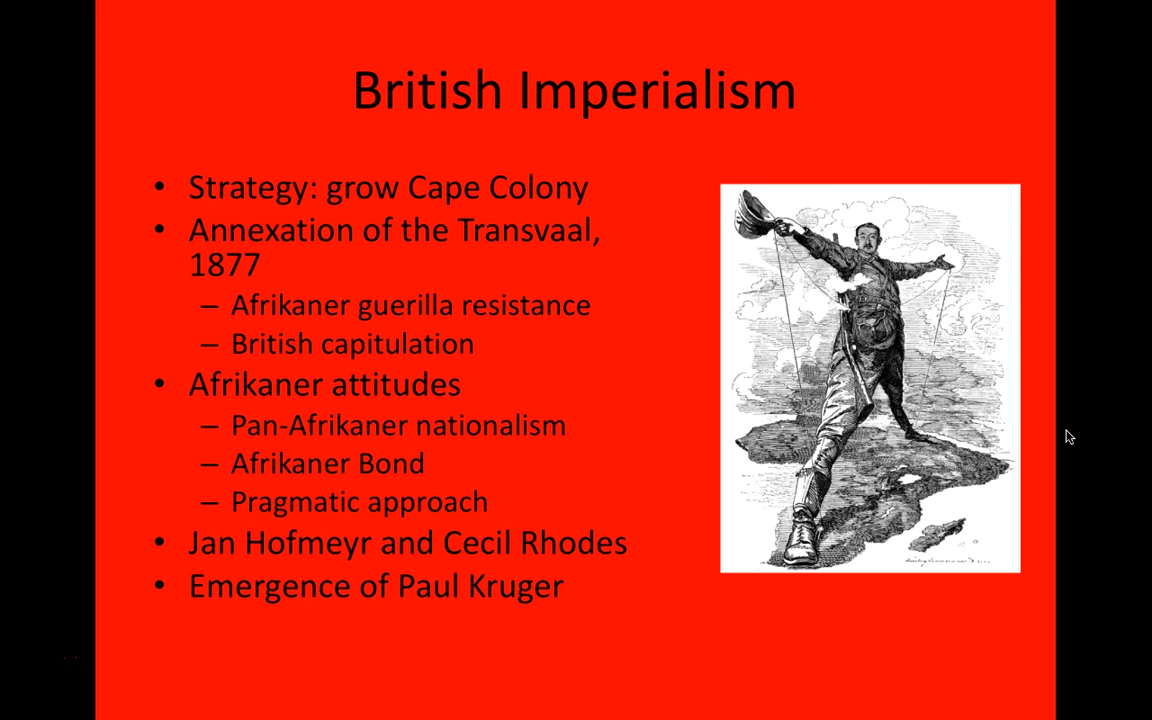 British Imperialism
• Strategy: grow Cape Colony
• Annexation of the Transvaal,
1877
– Afrikaner guerilla resistance
– British capitulation
• Afrikaner attitudes
– Pan-Afrikaner nationalism
– Afrikaner Bond
– Pragmatic approach
• Jan Hofmeyr and Cecil Rhodes
• Emergence of Paul Kruger